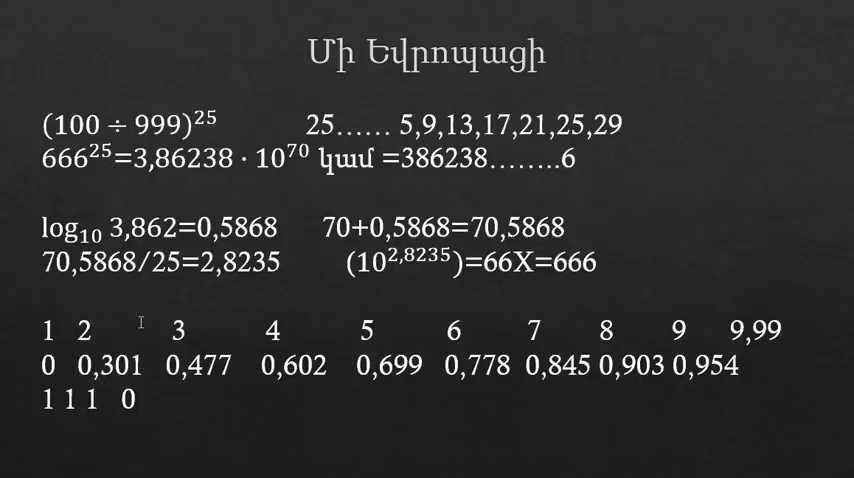 Մի Եվրոպացի
(100 ÷ 999)²⁵ 25…… 5,9,13,17,21,25,29
666²⁵=3,86238 · 10⁷⁰ կամ =386238……..6
log₁₀ 3,862=0,5868 70+0,5868=70,5868
70,5868/25=2,8235 (10²,⁸²³⁵)=66X=666
1 2 3 4 5 6 7 8 9 9,99
0 0,301 0,477 0,602 0,699 0,778 0,845 0,903 0,954
1 1 1 0